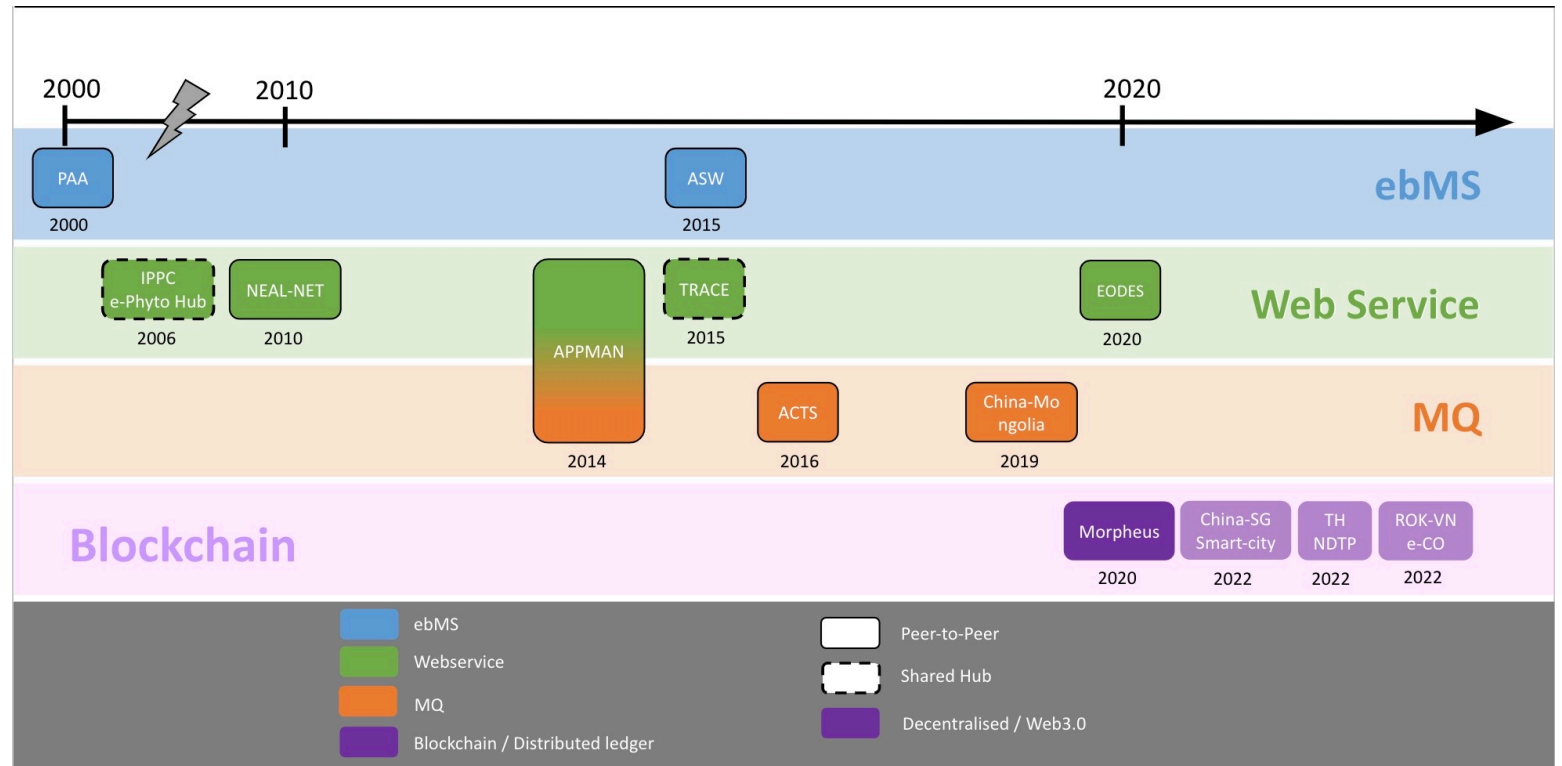 2000
2010
2020
PAA
2000
ASW
2015
ebMS
IPPC
e-Phyto Hub
2006
NEAL-NET
2010
APPMAN
2014
TRACE
2015
EODES
2020
Web Service
ACTS
2016
China-Mo
ngolia
2019
MQ
Blockchain
Morpheus
2020
China-SG
Smart-city
2022
TH
NDTP
2022
ROK-VN
e-CO
2022
ebMS
Webservice
MQ
Blockchain / Distributed ledger
Peer-to-Peer
Shared Hub
Decentralised / Web3.0